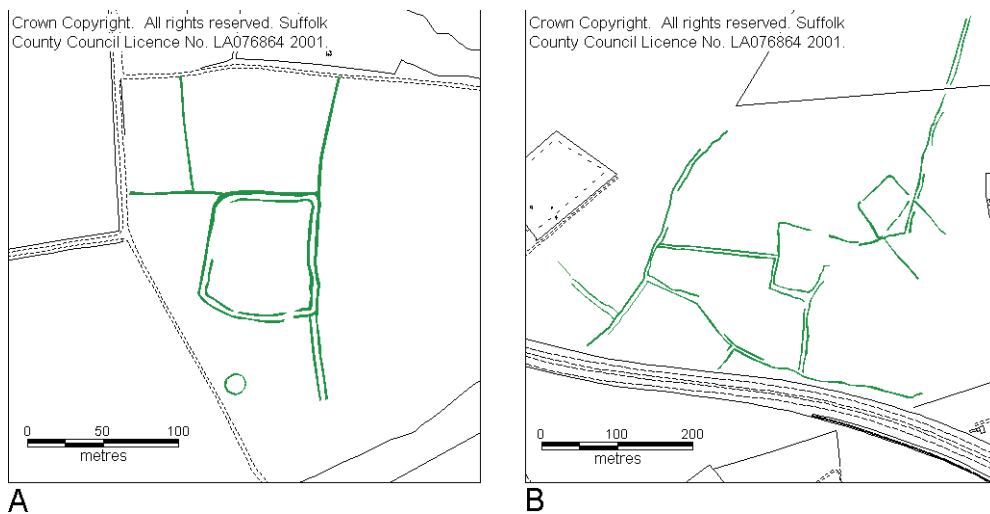 Crown Copyright. All rights reserved. Suffolk
County Council Licence No. LA076864 2001.
0 50 100
metres
A
Crown Copyright. All rights reserved. Suffolk
County Council Licence No. LA076864 2001.
0 100 200
metres
B